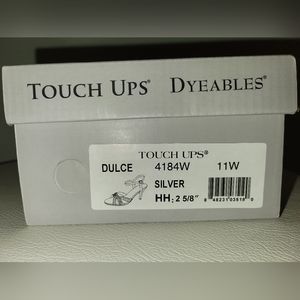 TOUCH UPS® DYEABLES®
TOUCH UPS®
DULCE 4184W 11W
SILVER
HH: 2 5/8"